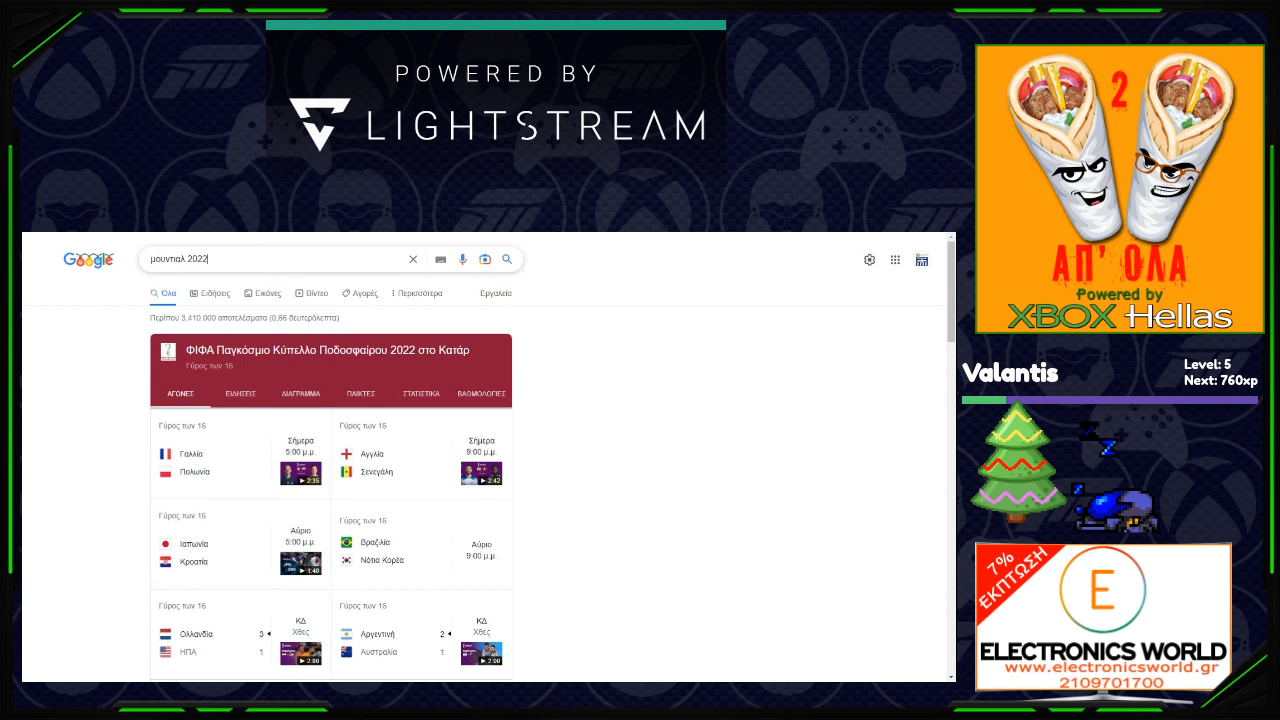 POWERED BY
LIGHTSTREAM
Google
μουντιαλ 2022
Όλα
Ειδήσεις
Εικόνες
Βίντεο
Αγορές
Περισσότερα
Εργαλεία
Περίπου 3.410.000 αποτελέσματα (0,66 δευτερόλεπτα)
ΦΙΦΑ Παγκόσμιο Κύπελλο Ποδοσφαίρου 2022 στο Κατάρ
Γύρος των 16
ΑΓΩΝΕΣ
ΕΙΔΗΣΕΙΣ
ΔΙΑΓΡΑΜΜΑ
ΠΑΙΚΤΕΣ
ΣΤΑΤΙΣΤΙΚΑ
ΒΑΘΜΟΛΟΓΙΕΣ
Γύρος των 16
Γαλλία
Πολωνία
Σήμερα
5:00 μ.μ.
2:35
Γύρος των 16
Αγγλία
Σενεγάλη
Σήμερα
9:00 μ.μ.
2:42
Γύρος των 16
Ιαπωνία
Κροατία
Αύριο
5:00 μ.μ.
1:40
Γύρος των 16
Βραζιλία
Νότια Κορέα
Αύριο
9:00 μ.μ.
Γύρος των 16
Ολλανδία 3
ΗΠΑ 1
ΚΔ
Χθες
2:00
Γύρος των 16
Αργεντινή 2
Αυστραλία 1
ΚΔ
Χθες
2:00
2
ΑΠ' ΟΛΑ
Powered by
XBOX Hellas
Valantis
Level: 5
Next: 760xp
7%
ΕΚΠΤΩΣΗ
E
ELECTRONICS WORLD
www.electronicsworld.gr
2109701700